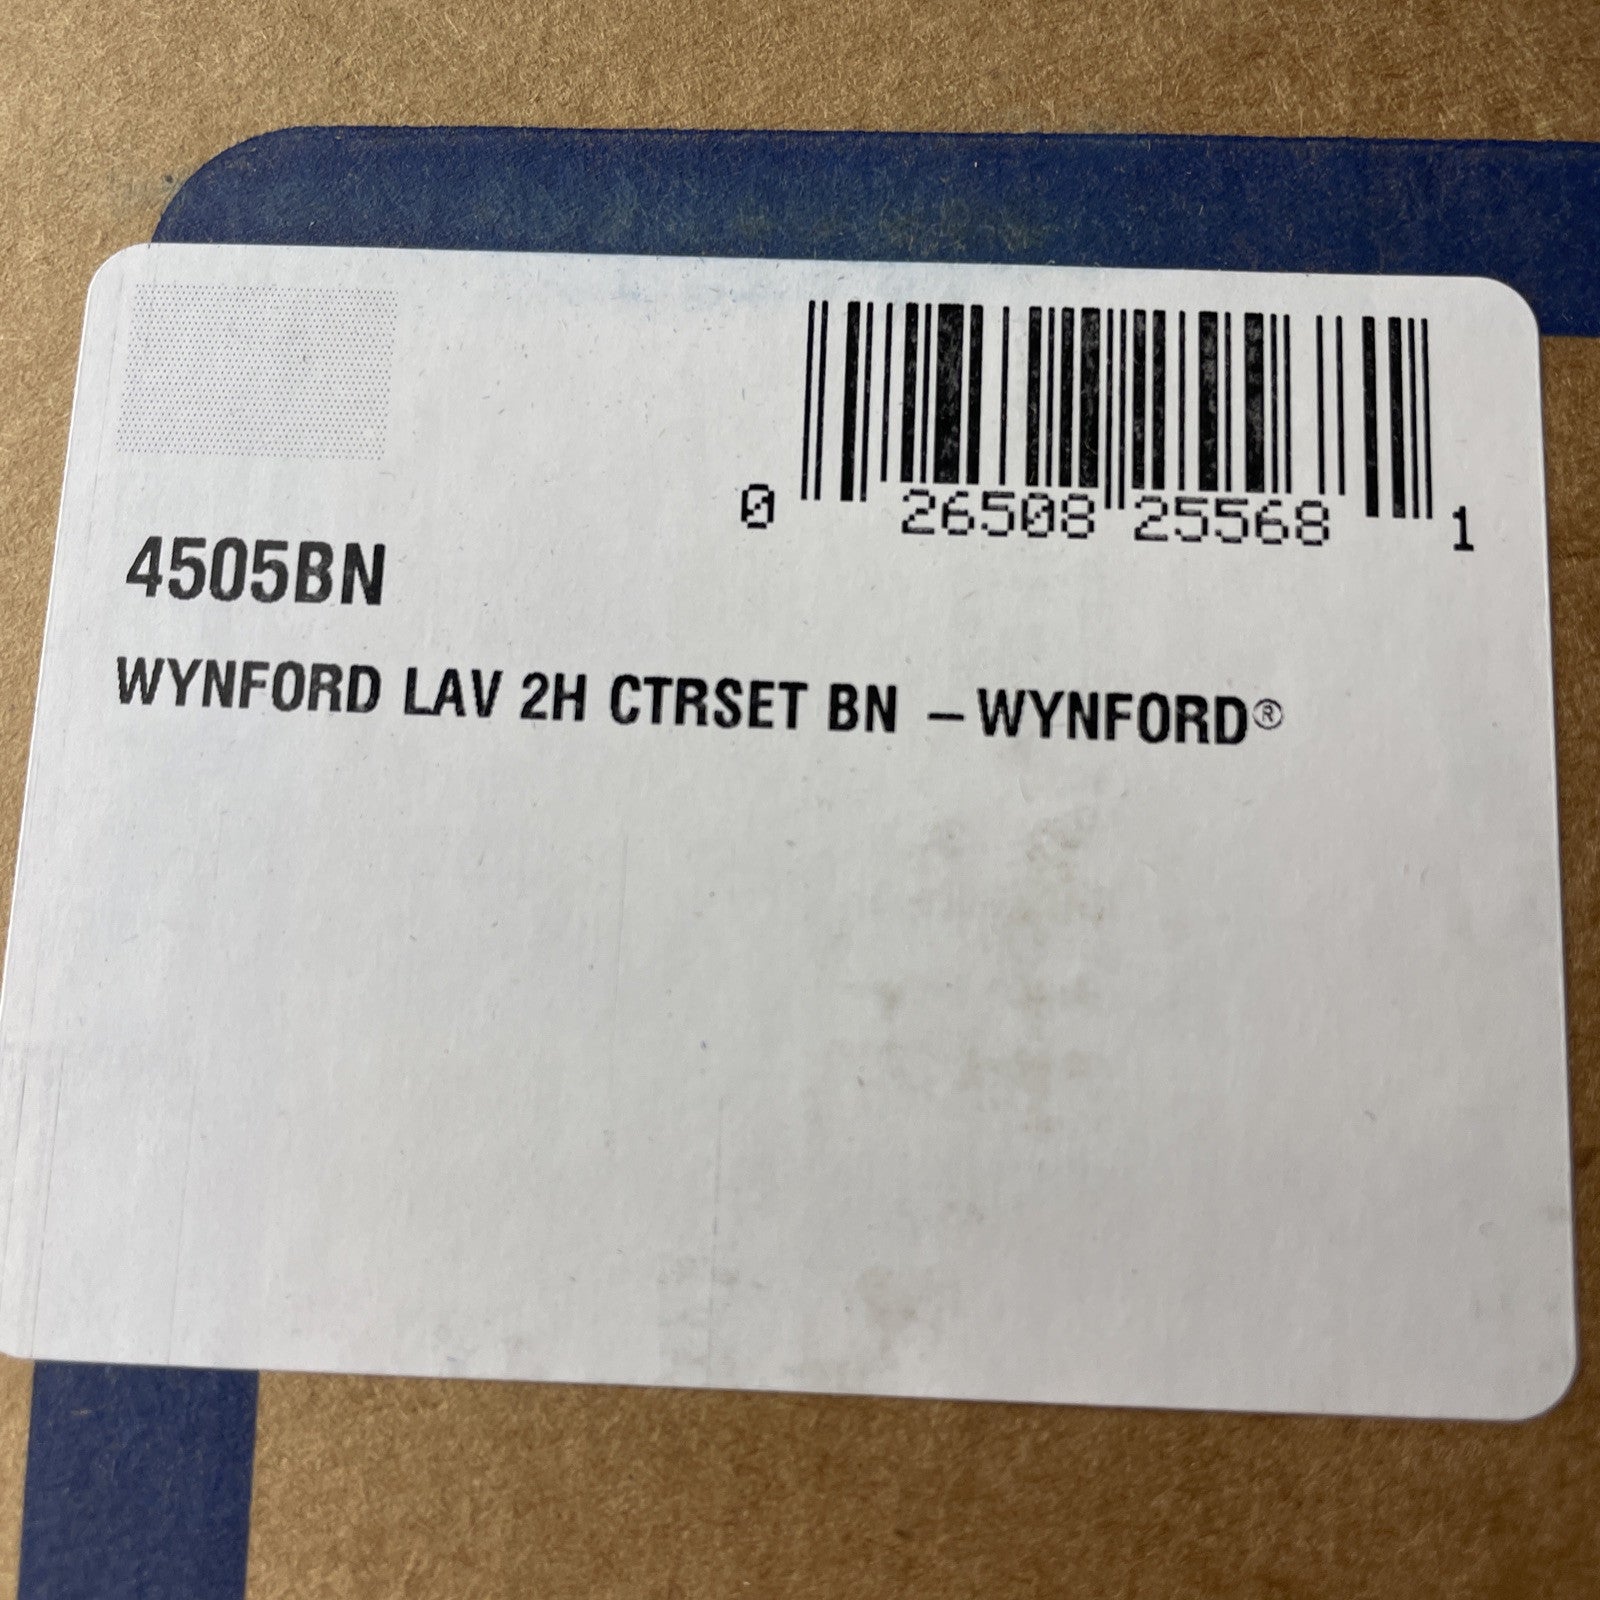 0 26508 25568 1
4505BN
WYNFORD LAV 2H CTRSET BN – WYNFORD®